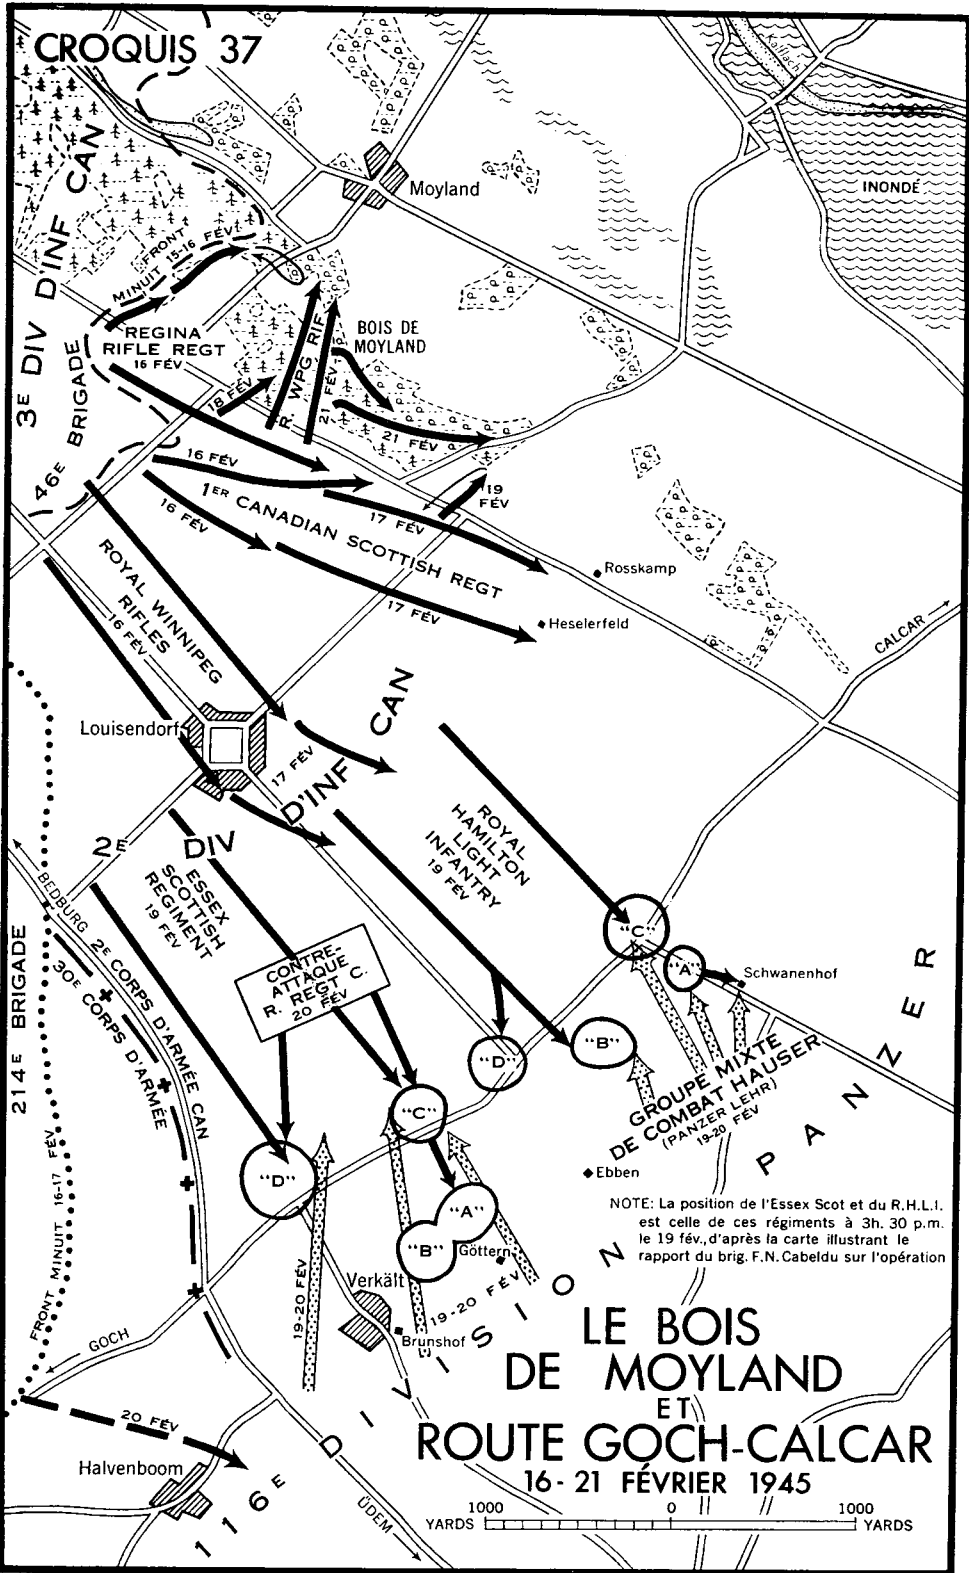 CROQUIS 37
INONDÉ
Moyland
3E DIV D'INF CAN
FRONT
MINUIT 15-16 FÉV
REGINA
RIFLE REGT
16 FÉV
BOIS DE
MOYLAND
46E BRIGADE
18 FÉV
R. WPG RIF
21 FÉV
21 FÉV
16 FÉV
19
FÉV
1ER CANADIAN SCOTTISH REGT
17 FÉV
16 FÉV
17 FÉV
Rosskamp
Heselerfeld
ROYAL WINNIPEG
RIFLES
16 FÉV
CALCAR
Louisendorf
17 FÉV
2E DIV D'INF CAN
ROYAL
HAMILTON
LIGHT
INFANTRY
19 FÉV
ESSEX
SCOTTISH
REGIMENT
19 FÉV
BEDBURG
2E CORPS D'ARMÉE CAN
30E CORPS D'ARMÉE
214E BRIGADE
CONTRE-
ATTAQUE
R. REGT C.
20 FÉV
"C"
"A"
Schwanenhof
"D"
"B"
GROUPE MIXTE
DE COMBAT HAUSER
(PANZER LEHR)
19-20 FÉV
"C"
"D"
"A"
"B"
Göttern
Ebben
NOTE: La position de l'Essex Scot et du R.H.L.I.
est celle de ces régiments à 3h. 30 p.m.
le 19 fév., d'après la carte illustrant le
rapport du brig. F.N. Cabeldu sur l'opération
FRONT MINUIT 16-17 FÉV
19-20 FÉV
Verkält
Brunshof
19-20 FÉV
GOCH
20 FÉV
Halvenboom
116E DIVISION PANZER
ÜDEM
LE BOIS
DE MOYLAND
ET
ROUTE GOCH-CALCAR
16-21 FÉVRIER 1945
1000 0 1000
YARDS YARDS